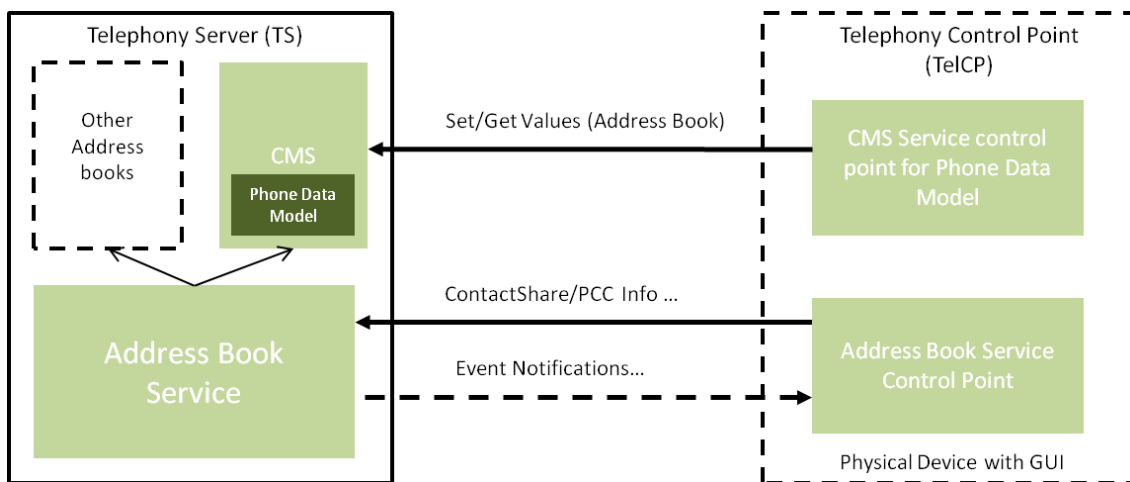 Telephony Server (TS)
Other
Address
books
CMS
Phone Data
Model
Address Book
Service
Set/Get Values (Address Book)
ContactShare/PCC Info ...
Event Notifications...
Telephony Control Point
(TelCP)
CMS Service control
point for Phone Data
Model
Address Book Service
Control Point
Physical Device with GUI